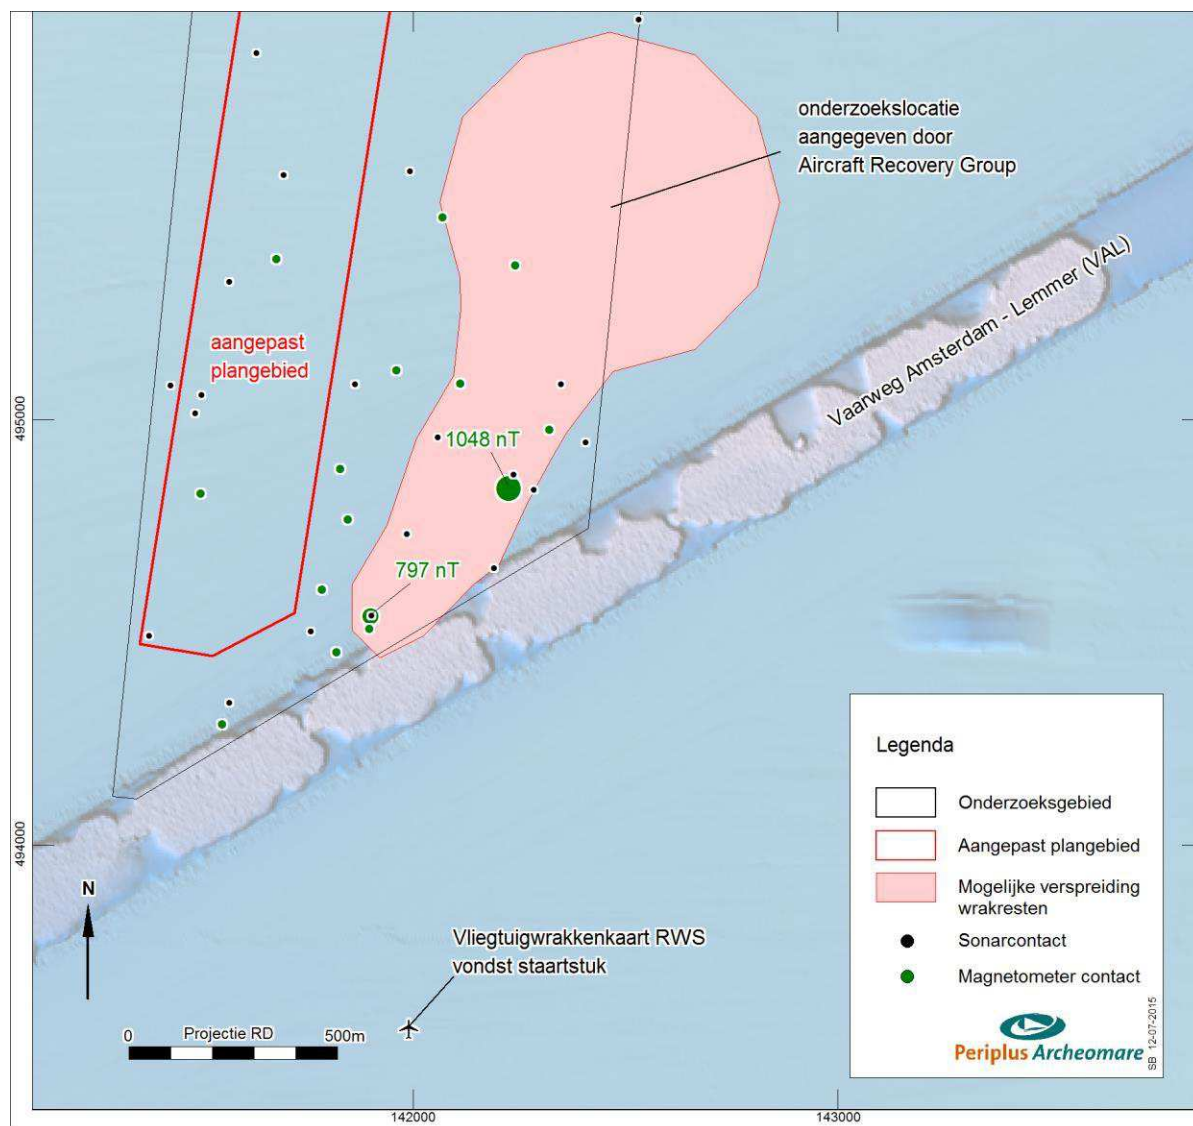 onderzoekslocatie
aangegeven door
Aircraft Recovery Group
Vaarweg Amsterdam - Lemmer (VAL)
aangepast
plangebied
495000
1048 nT
797 nT
494000
Legenda
Onderzoeksgebied
Aangepast plangebied
Mogelijke verspreiding
wrakresten
Sonarcontact
Magnetometer contact
Periplus Archeomare
SB 12-07-2015
N
Vliegtuigwrakkenkaart RWS
vondst staartstuk
0 Projectie RD 500m
142000
143000